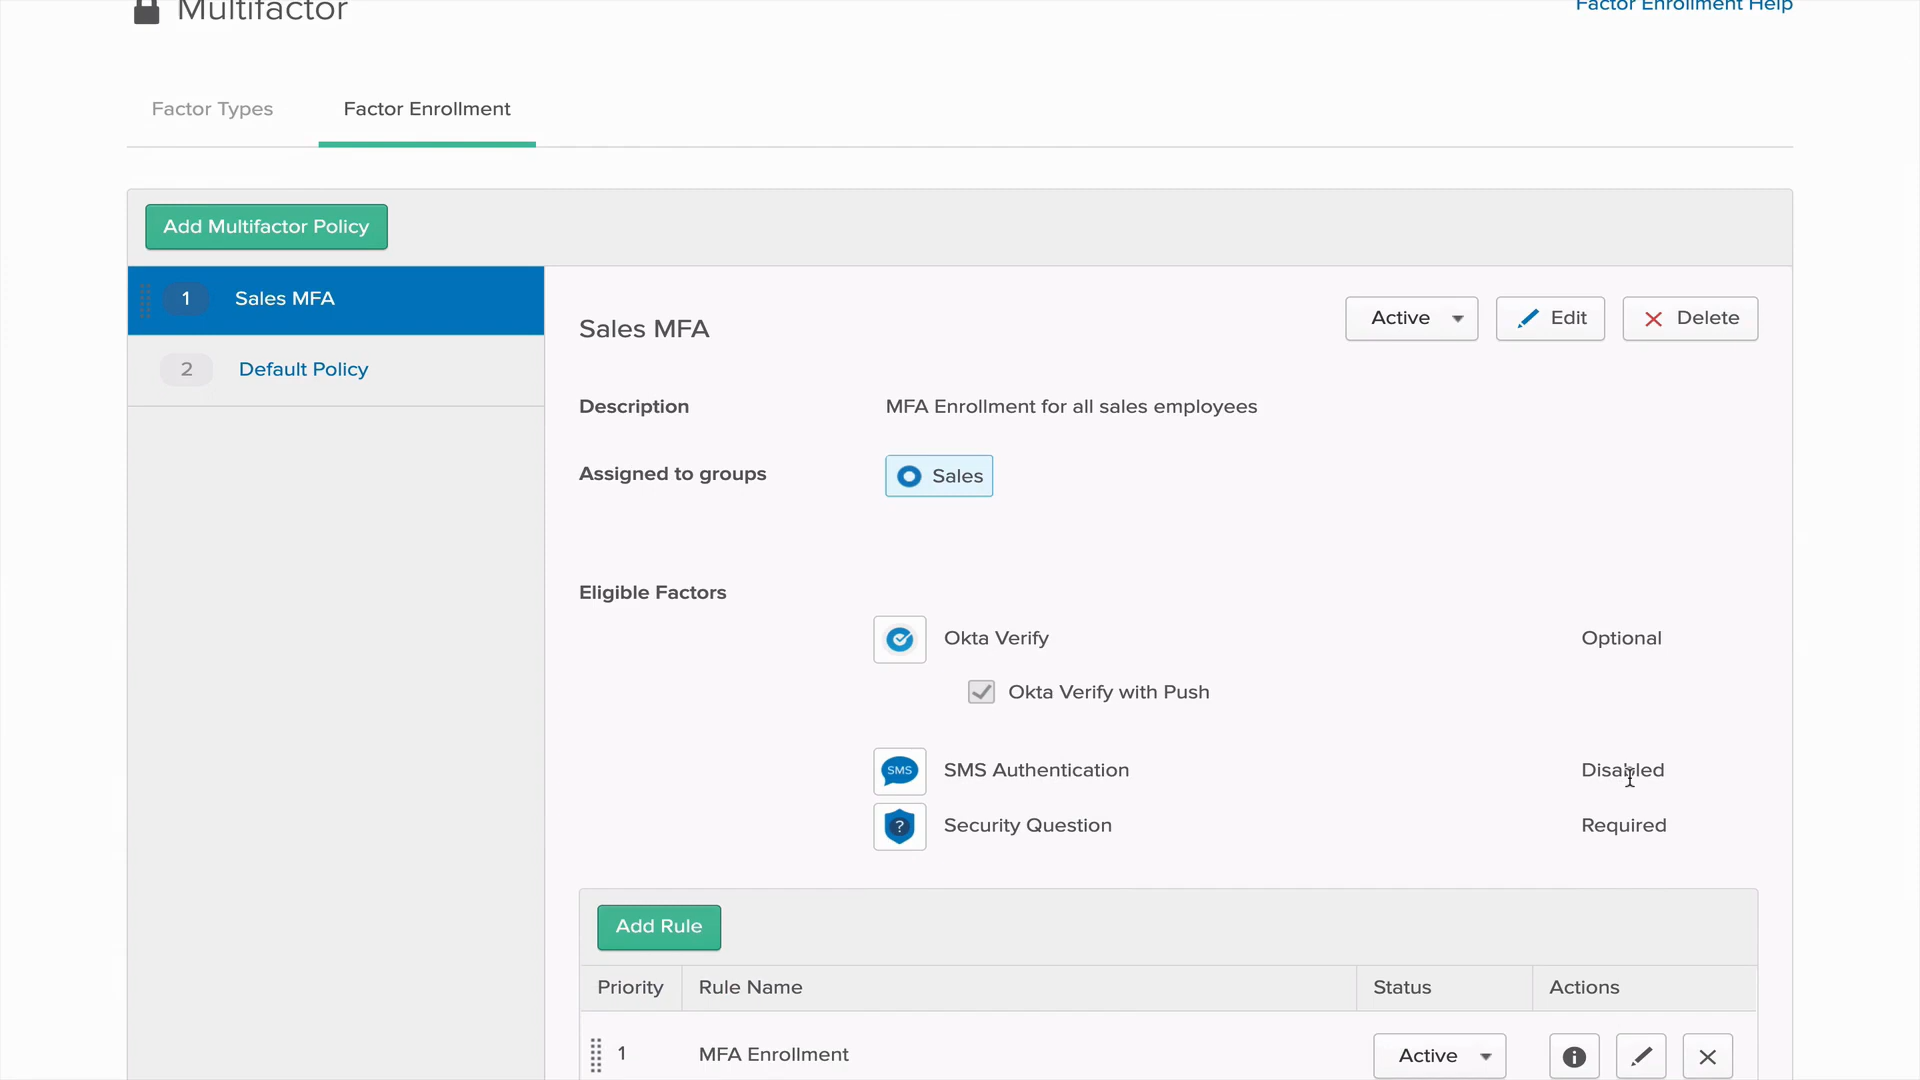 Multifactor
Factor Enrollment Help
Factor Types
Factor Enrollment
Add Multifactor Policy
1 Sales MFA
2 Default Policy
Sales MFA
Active
Edit
Delete
Description
MFA Enrollment for all sales employees
Assigned to groups
Sales
Eligible Factors
Okta Verify
Optional
Okta Verify with Push
SMS
SMS Authentication
Disabled
?
Security Question
Required
Add Rule
Priority
Rule Name
Status
Actions
1
MFA Enrollment
Active